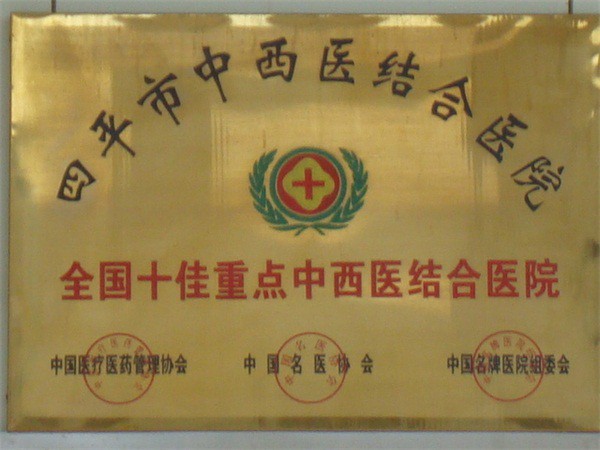 四平市中西医结合医院
全国十佳重点中西医结合医院
中国医疗医药管理协会
中国名医协会
中国名牌医院组委会